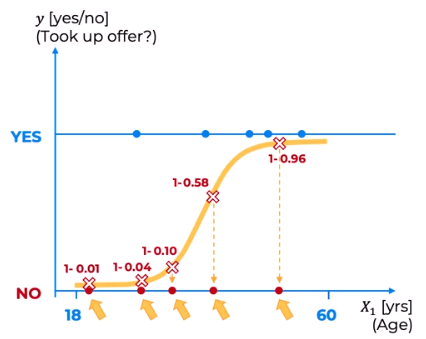 y [yes/no]
(Took up offer?)
YES
1-0.58
1-0.96
1-0.10
1-0.01
1-0.04
NO
18
60
X₁ [yrs]
(Age)